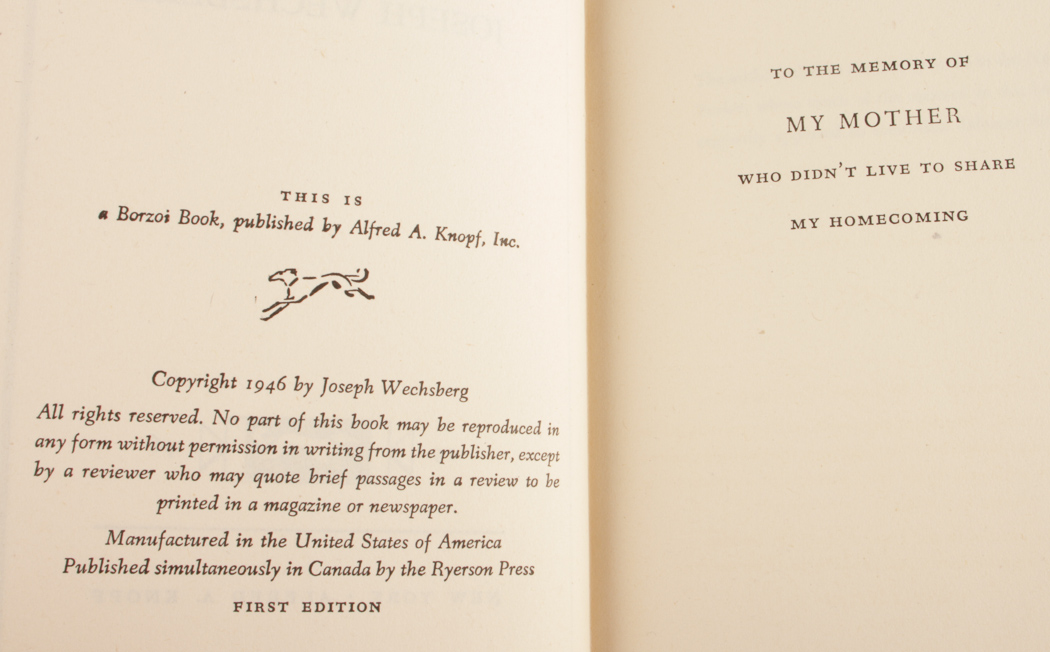 THIS IS
a Borzoi Book, published by Alfred A. Knopf, Inc.
Copyright 1946 by Joseph Wechsberg
All rights reserved. No part of this book may be reproduced in
any form without permission in writing from the publisher, except
by a reviewer who may quote brief passages in a review to be
printed in a magazine or newspaper.
Manufactured in the United States of America
Published simultaneously in Canada by the Ryerson Press
FIRST EDITION
TO THE MEMORY OF
MY MOTHER
WHO DIDN'T LIVE TO SHARE
MY HOMECOMING